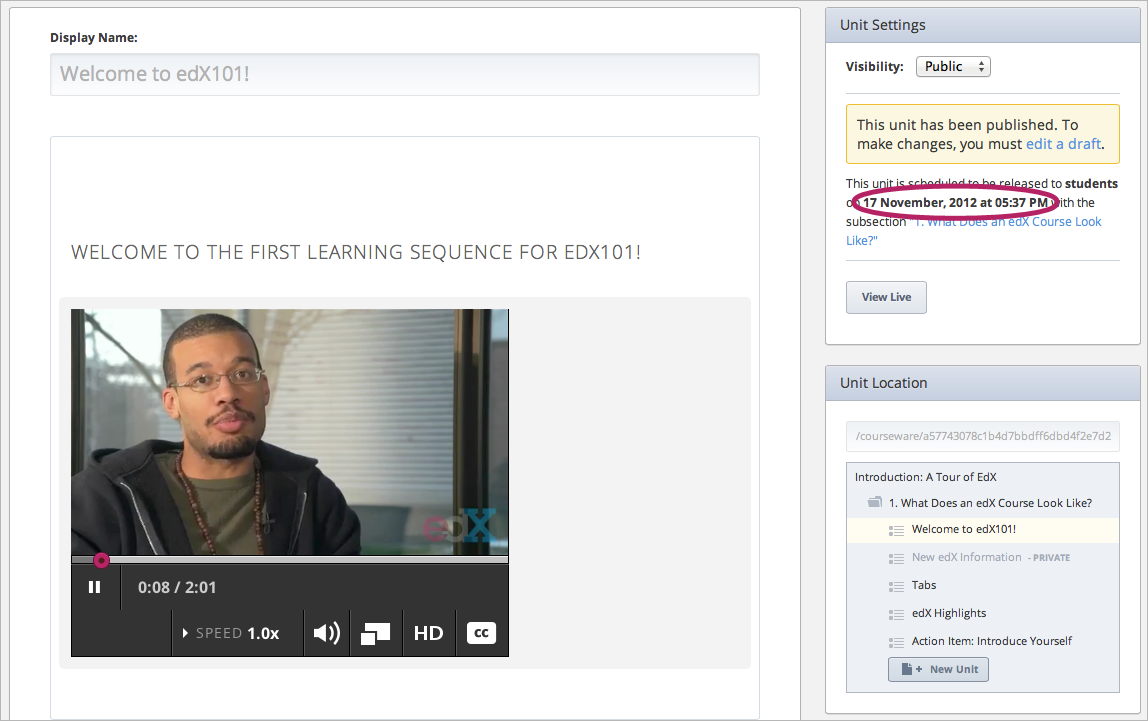 Display Name:
Welcome to edX101!
WELCOME TO THE FIRST LEARNING SEQUENCE FOR EDX101!
edX
0:08 / 2:01
SPEED 1.0x
HD
CC
Unit Settings
Visibility: Public
This unit has been published. To
make changes, you must edit a draft.
This unit is scheduled to be released to students
on 17 November, 2012 at 05:37 PM with the
subsection "1. What Does an edX Course Look
Like?"
View Live
Unit Location
/courseware/a57743078c1b4d7bbdff6dbd4f2e7d2
Introduction: A Tour of EdX
1. What Does an edX Course Look Like?
Welcome to edX101!
New edX Information - PRIVATE
Tabs
edX Highlights
Action Item: Introduce Yourself
+ New Unit